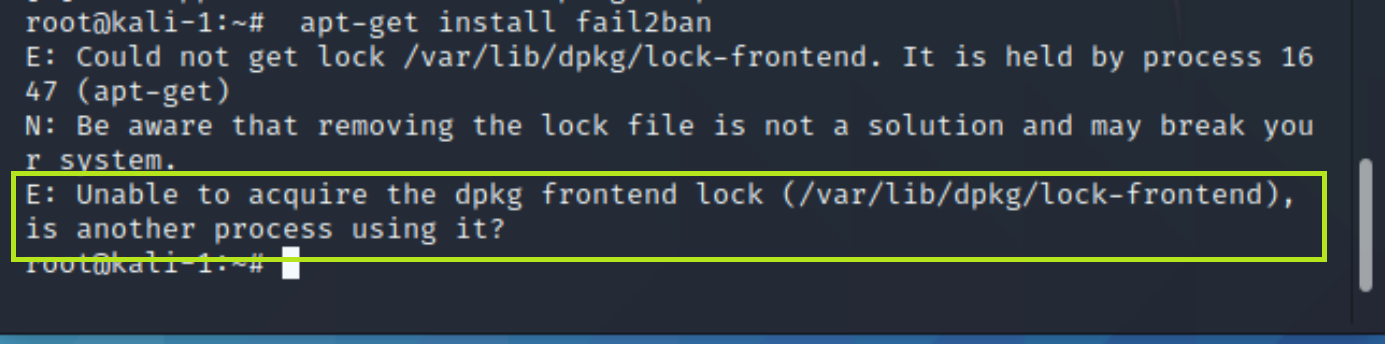 root@kali-1:~#  apt-get install fail2ban
E: Could not get lock /var/lib/dpkg/lock-frontend. It is held by process 16
47 (apt-get)
N: Be aware that removing the lock file is not a solution and may break you
r system.
E: Unable to acquire the dpkg frontend lock (/var/lib/dpkg/lock-frontend),
is another process using it?
root@kali-1:~#